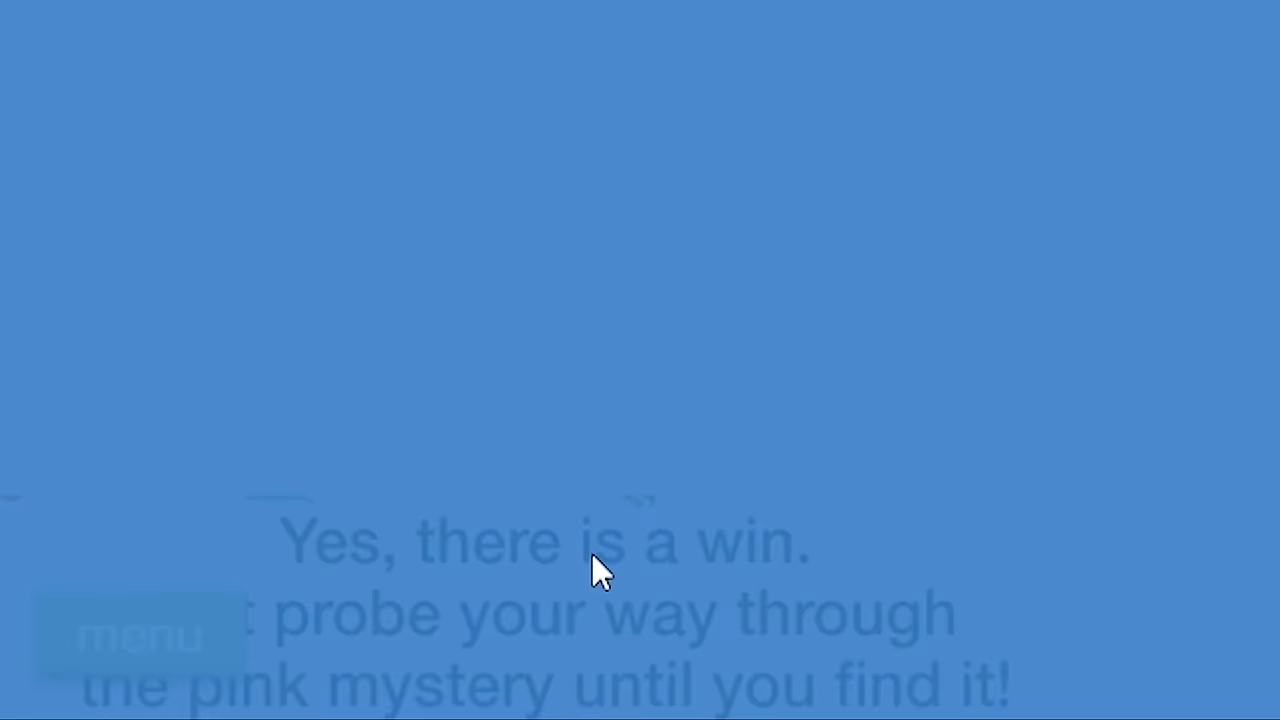 Yes, there is a win.
probe your way through
menu
the pink mystery until you find it!